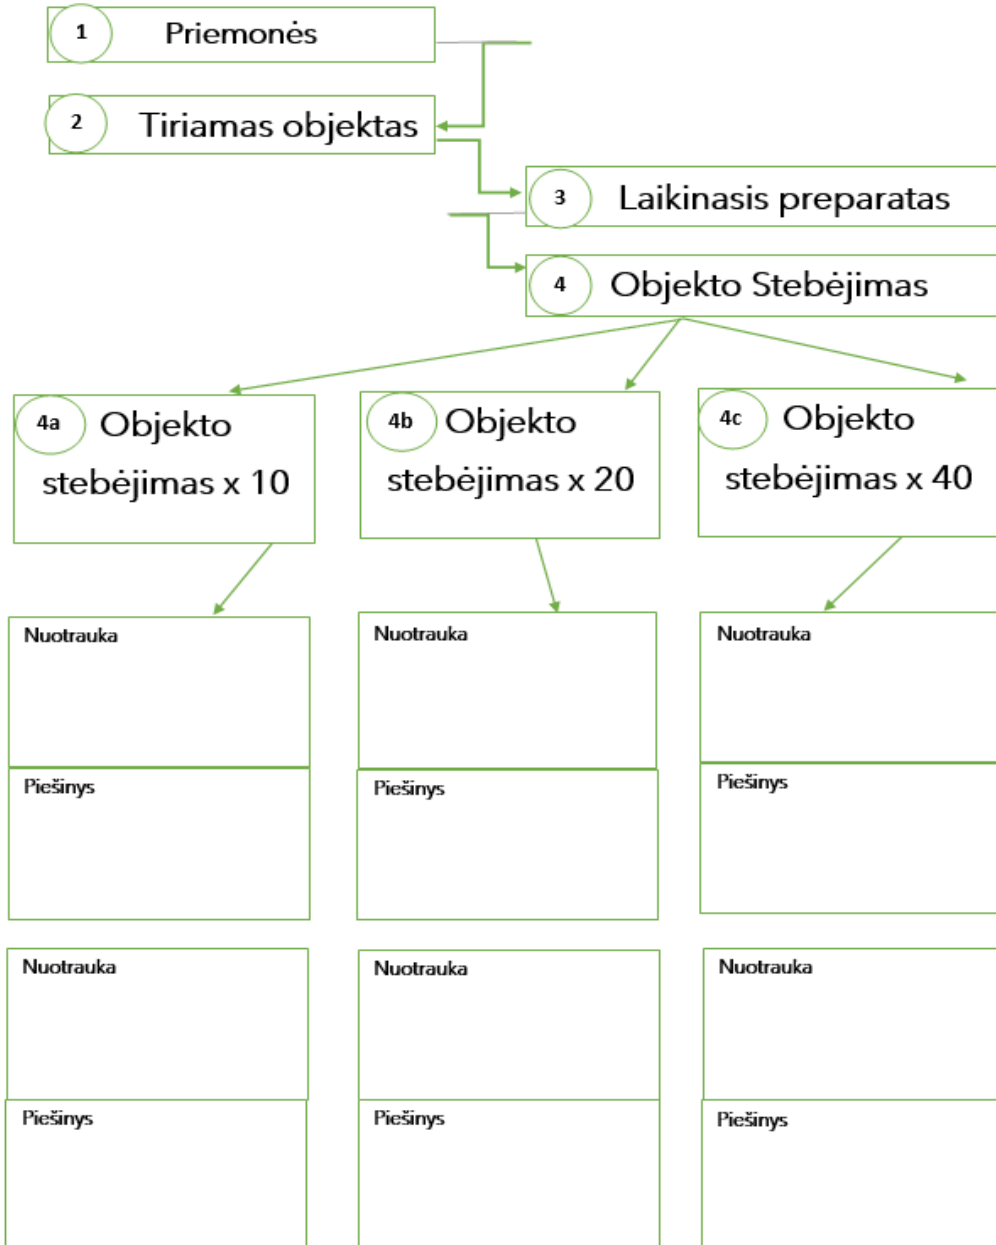 1 Priemonės
2 Tiriamas objektas
3 Laikinasis preparatas
4 Objekto Stebėjimas
4a Objekto
stebėjimas x 10
4b Objekto
stebėjimas x 20
4c Objekto
stebėjimas x 40
Nuotrauka
Nuotrauka
Nuotrauka
Piešinys
Piešinys
Piešinys
Nuotrauka
Nuotrauka
Nuotrauka
Piešinys
Piešinys
Piešinys